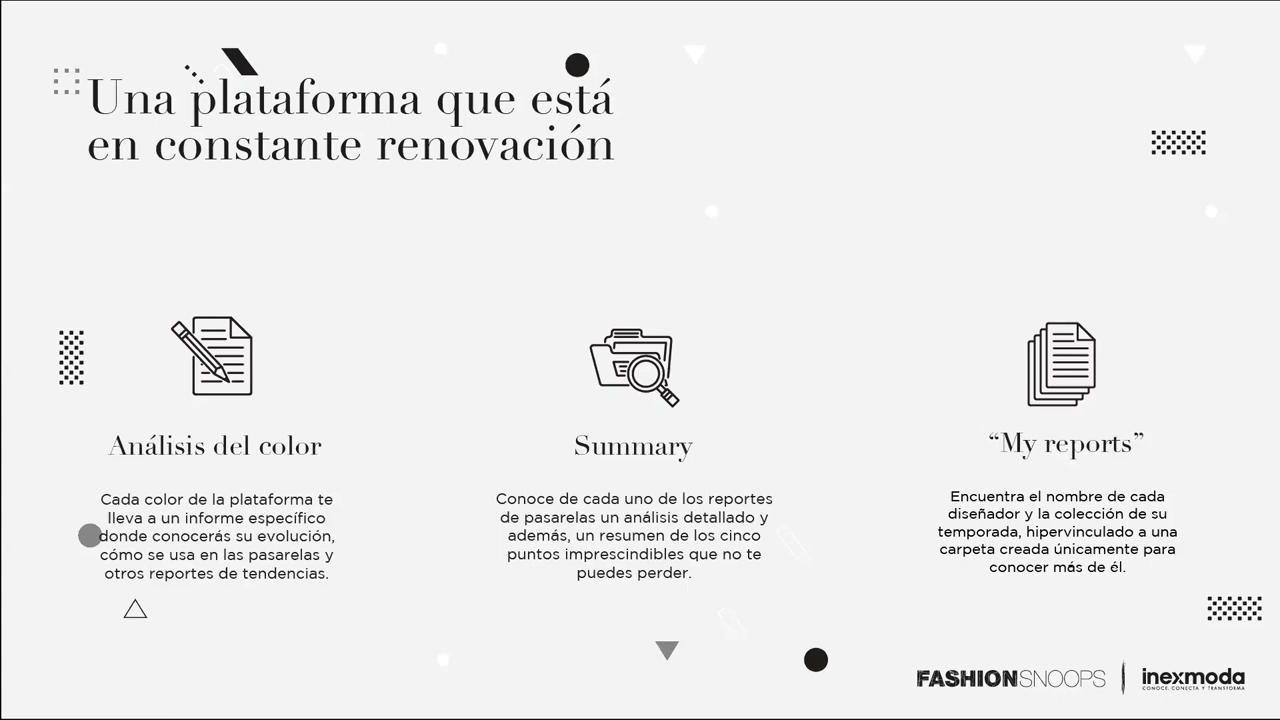 Una plataforma que está
en constante renovación
Análisis del color
Cada color de la plataforma te
lleva a un informe específico
donde conocerás su evolución,
cómo se usa en las pasarelas y
otros reportes de tendencias.
Summary
Conoce de cada uno de los reportes
de pasarelas un análisis detallado y
además, un resumen de los cinco
puntos imprescindibles que no te
puedes perder.
“My reports”
Encuentra el nombre de cada
diseñador y la colección de su
temporada, hipervinculado a una
carpeta creada únicamente para
conocer más de él.
FASHIONSNOOPS
inexmoda
CONOCE, CONECTA Y TRANSFORMA